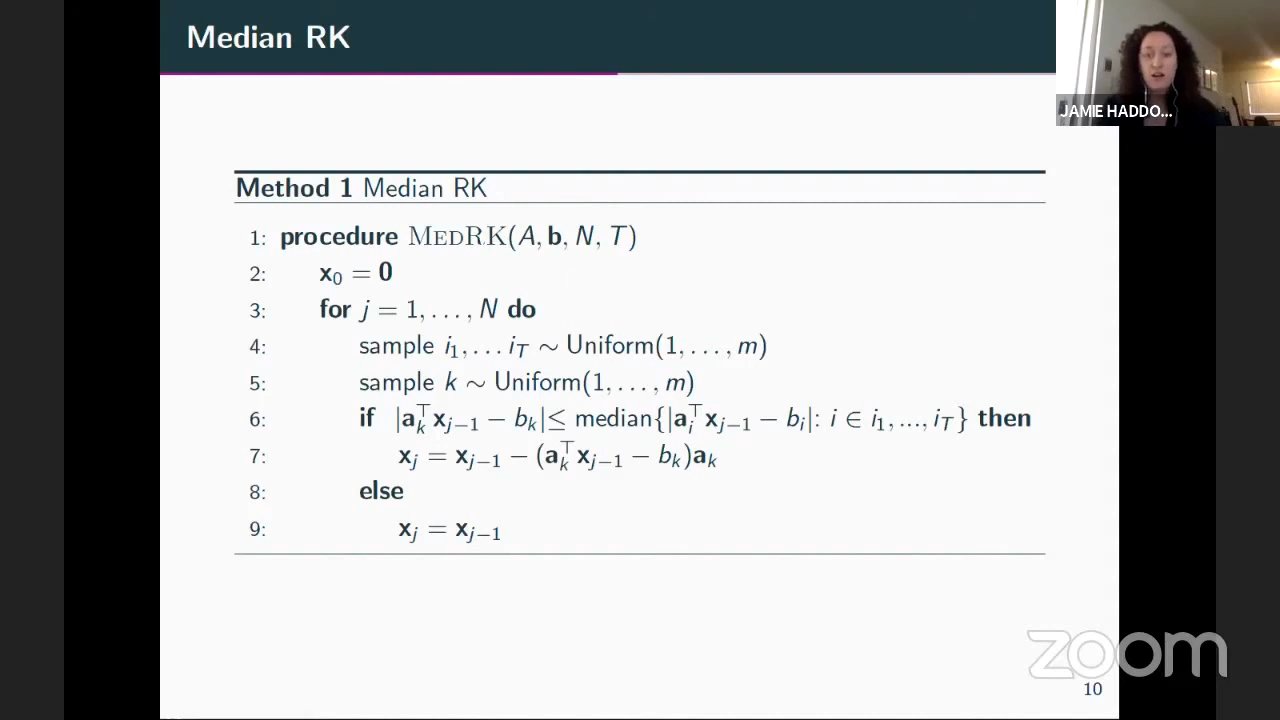 Median RK
JAMIE HADDO...
Method 1 Median RK
1: procedure MEDRK(A, b, N, T)
2: x₀ = 0
3: for j = 1, . . . , N do
4: sample i₁, . . . i_T ∼ Uniform(1, . . . , m)
5: sample k ∼ Uniform(1, . . . , m)
6: if |a_k^⊤ x_{j−1} − b_k| ≤ median{|a_i^⊤ x_{j−1} − b_i| : i ∈ i₁, ..., i_T} then
7: x_j = x_{j−1} − (a_k^⊤ x_{j−1} − b_k)a_k
8: else
9: x_j = x_{j−1}
zoom
10